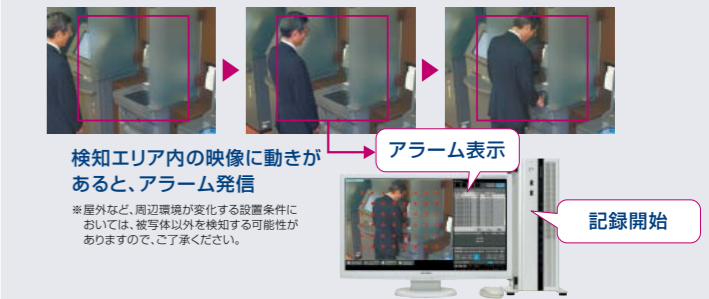 検知エリア内の映像に動きが
あると、アラーム発信
※屋外など、周辺環境が変化する設置条件に
おいては、被写体以外を検知する可能性が
ありますので、ご了承ください。
アラーム表示
記録開始